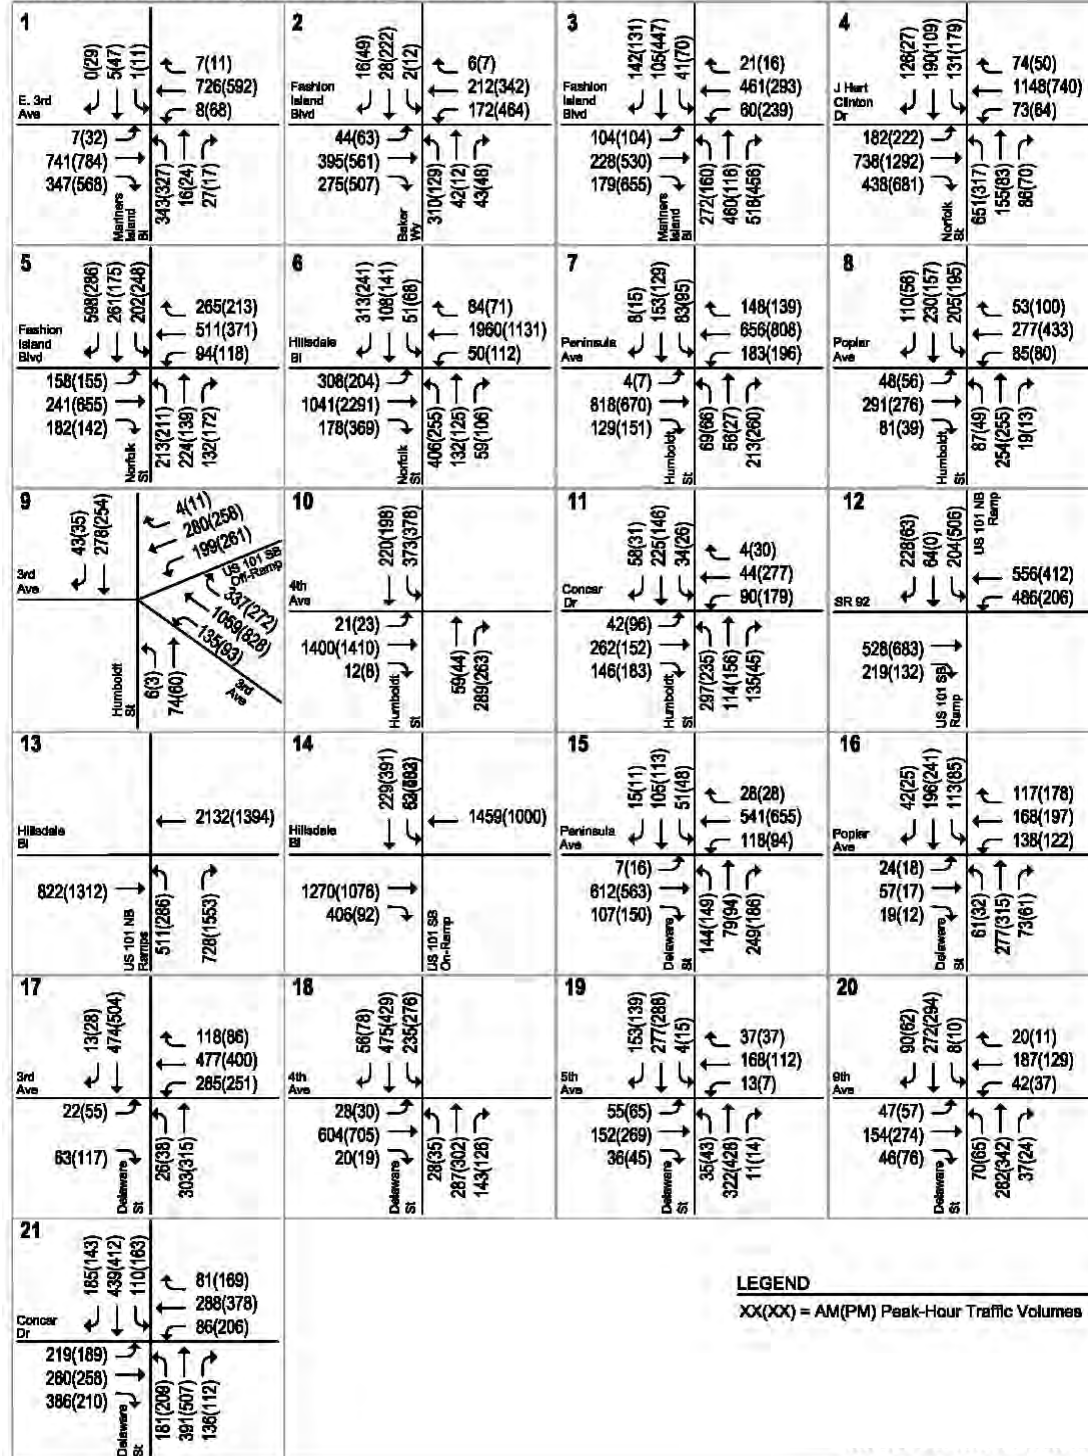 1
0(29)
5(47)
1(11)
7(11)
726(592)
8(68)
E. 3rd
Ave
7(32)
741(784)
347(568)
Mariners
Island
Bl
343(327)
16(24)
27(17)
2
16(49)
28(222)
2(12)
6(7)
212(342)
172(464)
Fashion
Island
Blvd
44(63)
395(561)
275(507)
Baker
Wy
310(129)
42(12)
43(48)
3
142(131)
105(447)
41(70)
21(16)
461(293)
60(239)
Fashion
Island
Blvd
104(104)
228(530)
179(655)
Mariners
Island
Bl
272(160)
460(118)
516(486)
4
126(27)
190(109)
131(179)
74(50)
1148(740)
73(64)
J Hart
Clinton
Dr
182(222)
738(1292)
438(681)
Norfolk
St
651(317)
155(83)
86(70)
5
598(286)
261(175)
202(248)
265(213)
511(371)
94(118)
Fashion
Island
Blvd
158(155)
241(655)
182(142)
Norfolk
St
213(211)
224(139)
132(172)
6
313(241)
108(141)
51(68)
84(71)
1960(1131)
50(112)
Hillsdale
Bl
308(204)
1041(2291)
178(369)
Norfolk
St
406(255)
132(125)
59(106)
7
8(15)
153(129)
83(95)
148(139)
656(808)
183(196)
Peninsula
Ave
4(7)
818(670)
129(151)
Humboldt
St
69(66)
58(27)
213(260)
8
110(58)
230(157)
205(195)
53(100)
277(433)
85(80)
Poplar
Ave
48(56)
291(276)
81(39)
Humboldt
St
87(49)
254(255)
19(13)
9
43(35)
278(254)
4(11)
280(258)
199(261)
US 101 SB
Off-Ramp
3rd
Ave
337(272)
1059(828)
135(93)
3rd
Ave
Humboldt
St
6(3)
74(60)
10
220(198)
373(378)
4th
Ave
21(23)
1400(1410)
12(8)
Humboldt
St
59(44)
289(263)
11
58(31)
225(146)
34(26)
4(30)
44(277)
90(179)
Concar
Dr
42(96)
262(152)
146(183)
Humboldt
St
297(235)
114(156)
135(45)
12
228(63)
64(0)
204(506)
US 101 NB
Ramp
556(412)
486(206)
SR 92
528(683)
219(132)
US 101 SB
Ramp
13
2132(1394)
Hillsdale
Bl
822(1312)
US 101 NB
Ramps
511(286)
728(1553)
14
229(391)
1459(1000)
Hillsdale
Bl
1270(1076)
406(92)
US 101 SB
On-Ramp
15
15(11)
105(113)
51(48)
28(28)
541(655)
118(94)
Peninsula
Ave
7(16)
612(563)
107(150)
Delaware
St
144(149)
79(94)
249(186)
16
42(25)
196(241)
113(85)
117(178)
168(197)
138(122)
Poplar
Ave
24(18)
57(17)
19(12)
Delaware
St
61(32)
277(315)
73(61)
17
13(28)
474(504)
118(86)
477(400)
285(251)
3rd
Ave
22(55)
63(117)
Delaware
St
26(38)
303(315)
18
56(78)
475(429)
235(276)
4th
Ave
28(30)
604(705)
20(19)
Delaware
St
28(35)
287(302)
143(128)
19
153(139)
277(288)
4(15)
37(37)
168(112)
13(7)
5th
Ave
55(65)
152(269)
36(45)
Delaware
St
35(43)
322(428)
11(14)
20
90(62)
272(294)
8(10)
20(11)
187(129)
42(37)
9th
Ave
47(57)
154(274)
46(76)
Delaware
St
70(65)
282(342)
37(24)
21
185(143)
439(412)
110(163)
81(169)
288(378)
86(206)
Concar
Dr
219(189)
260(258)
386(210)
Delaware
St
181(209)
391(507)
136(112)
LEGEND
XX(XX) = AM(PM) Peak-Hour Traffic Volumes